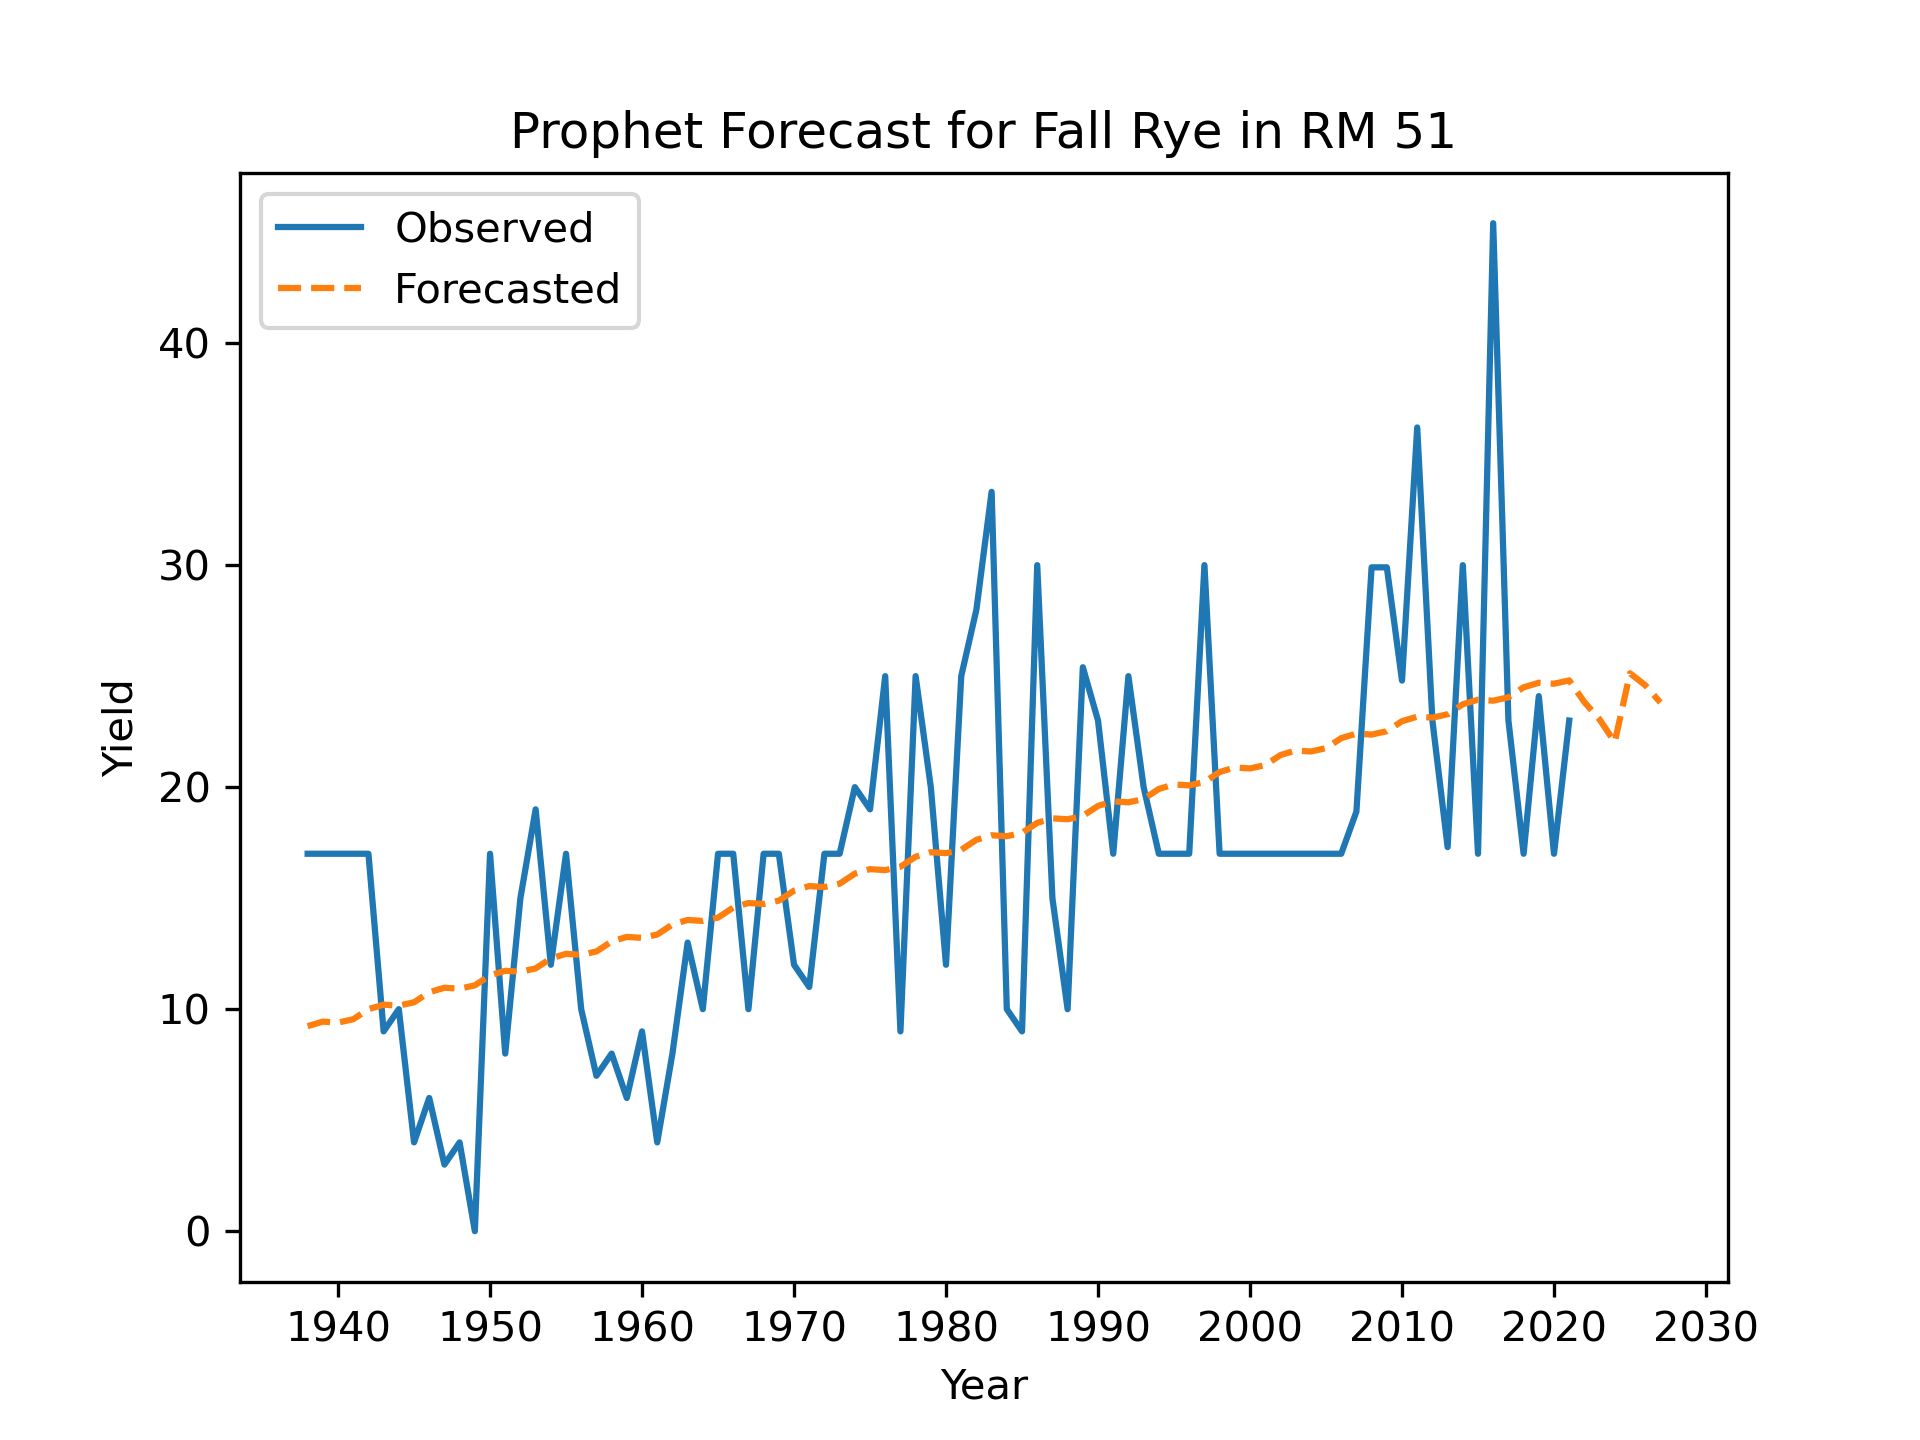 Prophet Forecast for Fall Rye in RM 51
Observed
Forecasted
40
30
20
10
0
Yield
1940 1950 1960 1970 1980 1990 2000 2010 2020 2030
Year